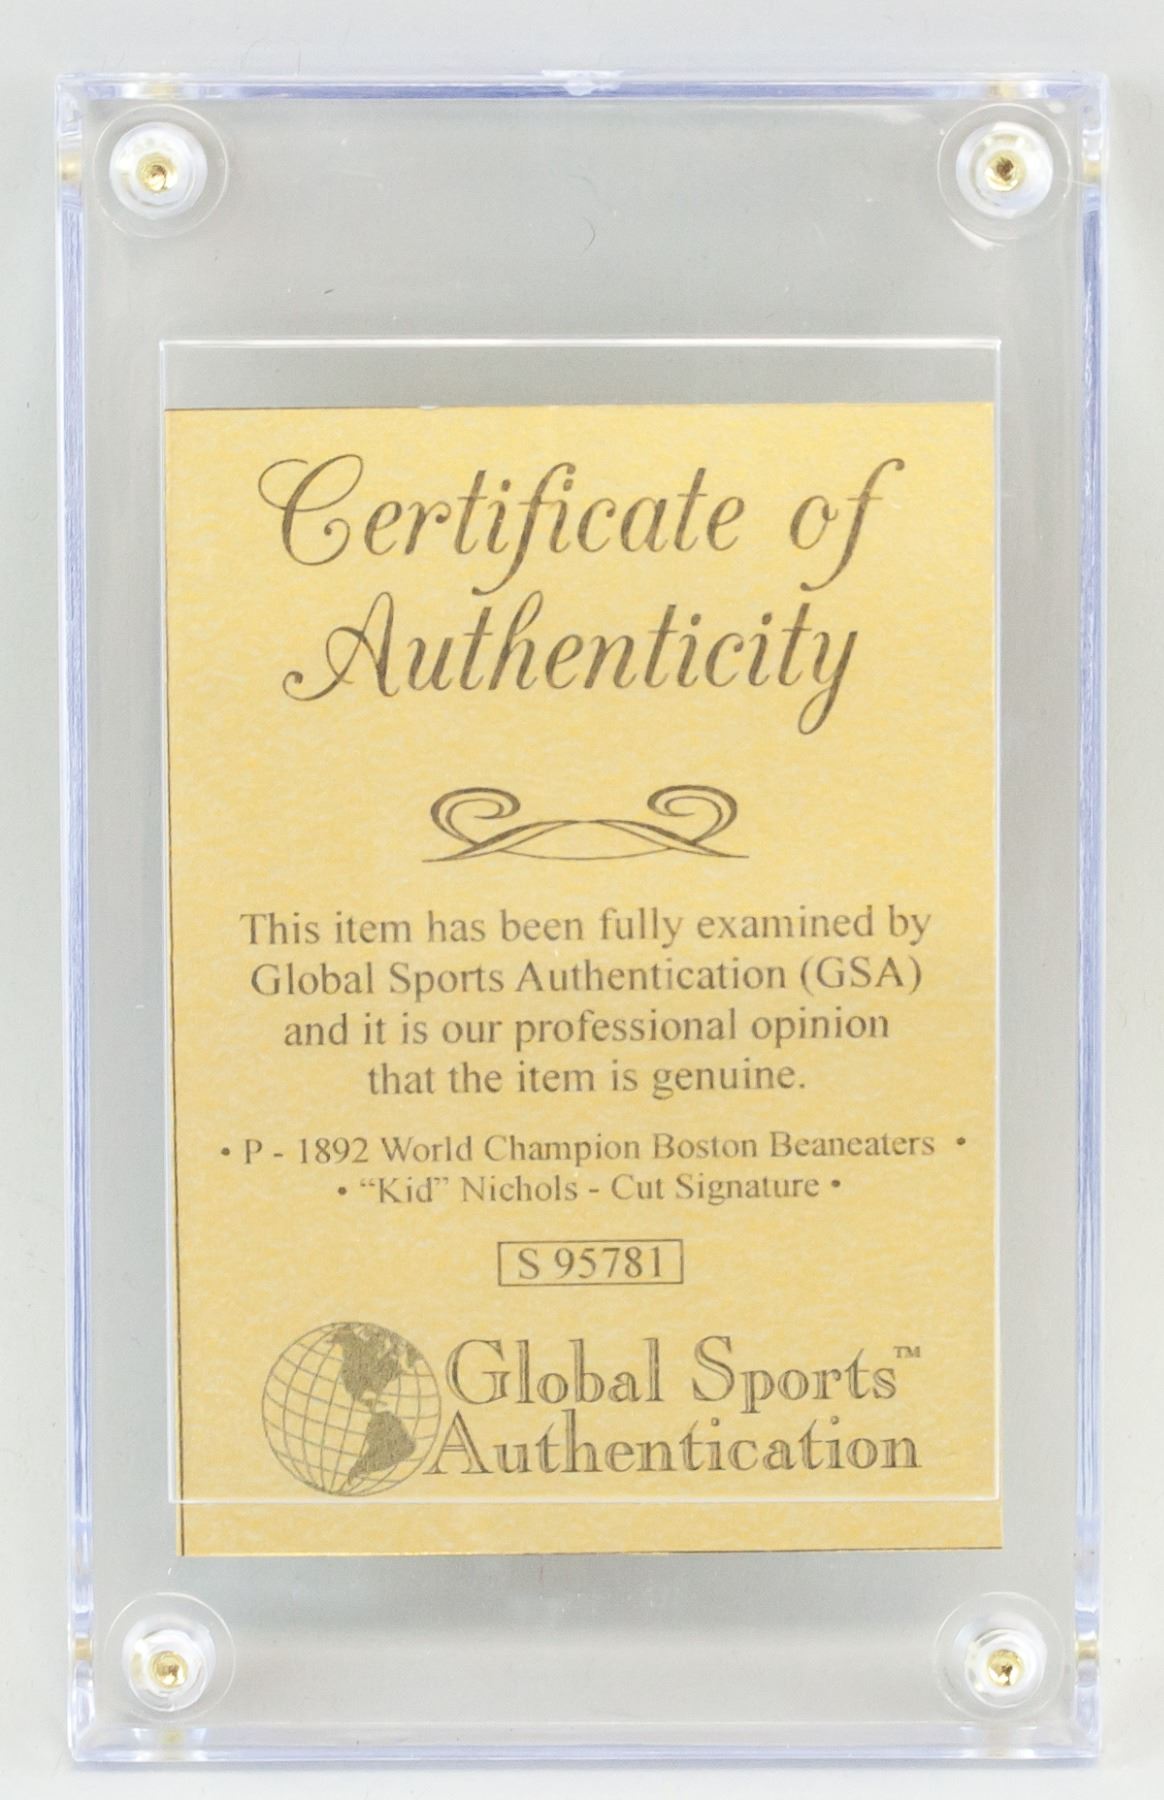 Certificate of
Authenticity
This item has been fully examined by
Global Sports Authentication (GSA)
and it is our professional opinion
that the item is genuine.
• P - 1892 World Champion Boston Beaneaters •
• “Kid” Nichols - Cut Signature •
S 95781
Global Sports™
Authentication